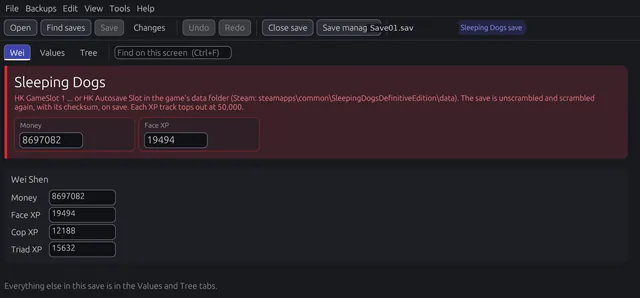 File Backups Edit View Tools Help
Open Find saves Save Changes Undo Redo Close save Save manag Save01.sav Sleeping Dogs save
Wei Values Tree Find on this screen (Ctrl+F)
Sleeping Dogs
HK GameSlot 1 ... or HK Autosave Slot in the game's data folder (Steam: steamapps\common\SleepingDogsDefinitiveEdition\data). The save is unscrambled and scrambled
again, with its checksum, on save. Each XP track tops out at 50,000.
Money Face XP
8697082 19494
Wei Shen
Money 8697082
Face XP 19494
Cop XP 12188
Triad XP 15632
Everything else in this save is in the Values and Tree tabs.